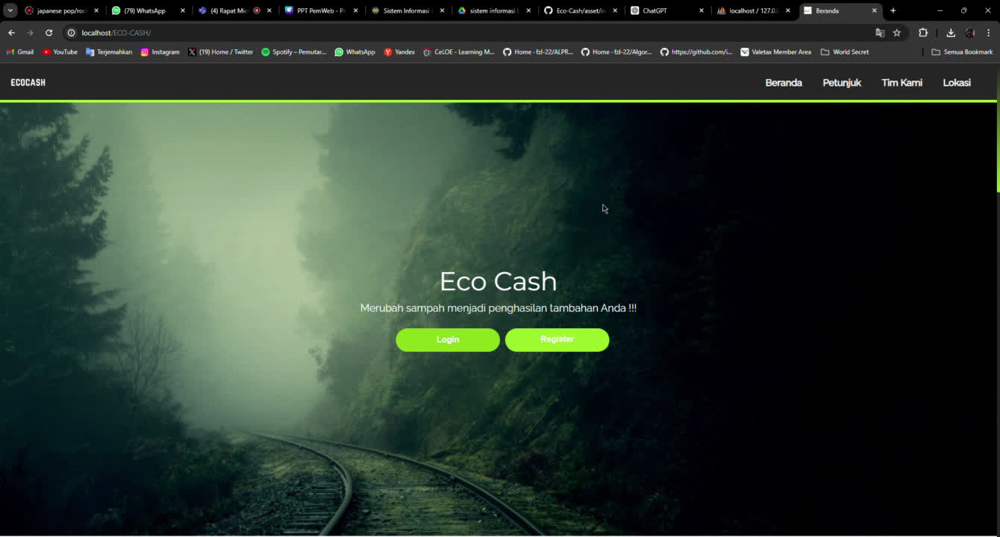 japanese pop/roc
(79) WhatsApp
(4) Rapat Mic
PPT PemWeb - P
Sistem Informasi
sistem informasi
Eco-Cash/asset/in
ChatGPT
localhost / 127.0.
Beranda
localhost/ECO-CASH/
Gmail
YouTube
Terjemahkan
Instagram
(19) Home / Twitter
Spotify – Pemutar...
WhatsApp
Yandex
CeLOE - Learning M...
Home · fzl-22/ALPR...
Home · fzl-22/Algor...
https://github.com/i...
Valetax Member Area
World Secret
Semua Bookmark
ECOCASH
Beranda
Petunjuk
Tim Kami
Lokasi
Eco Cash
Merubah sampah menjadi penghasilan tambahan Anda !!!
Login
Register